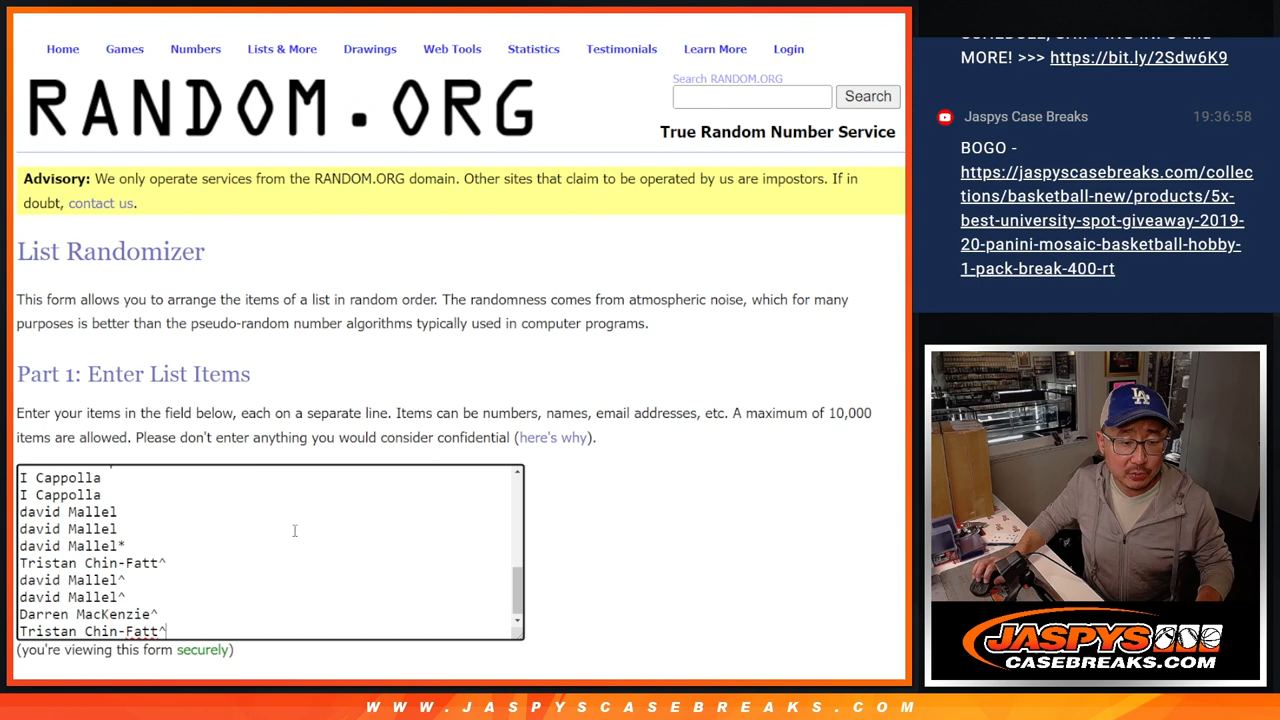 Home Games Numbers Lists & More Drawings Web Tools Statistics Testimonials Learn More Login
RANDOM.ORG
Search RANDOM.ORG
Search
True Random Number Service
Advisory: We only operate services from the RANDOM.ORG domain. Other sites that claim to be operated by us are impostors. If in
doubt, contact us.
List Randomizer
This form allows you to arrange the items of a list in random order. The randomness comes from atmospheric noise, which for many
purposes is better than the pseudo-random number algorithms typically used in computer programs.
Part 1: Enter List Items
Enter your items in the field below, each on a separate line. Items can be numbers, names, email addresses, etc. A maximum of 10,000
items are allowed. Please don't enter anything you would consider confidential (here's why).
I Cappolla
I Cappolla
david Mallel
david Mallel
david Mallel*
Tristan Chin-Fatt^
david Mallel^
david Mallel^
Darren MacKenzie^
Tristan Chin-Fatt^
(you're viewing this form securely)
MORE! >>> https://bit.ly/2Sdw6K9
Jaspys Case Breaks 19:36:58
BOGO -
https://jaspyscasebreaks.com/collec
tions/basketball-new/products/5x-
best-university-spot-giveaway-2019-
20-panini-mosaic-basketball-hobby-
1-pack-break-400-rt
LA
JASPYS
CASEBREAKS.COM
WWW.JASPYSCASEBREAKS.COM